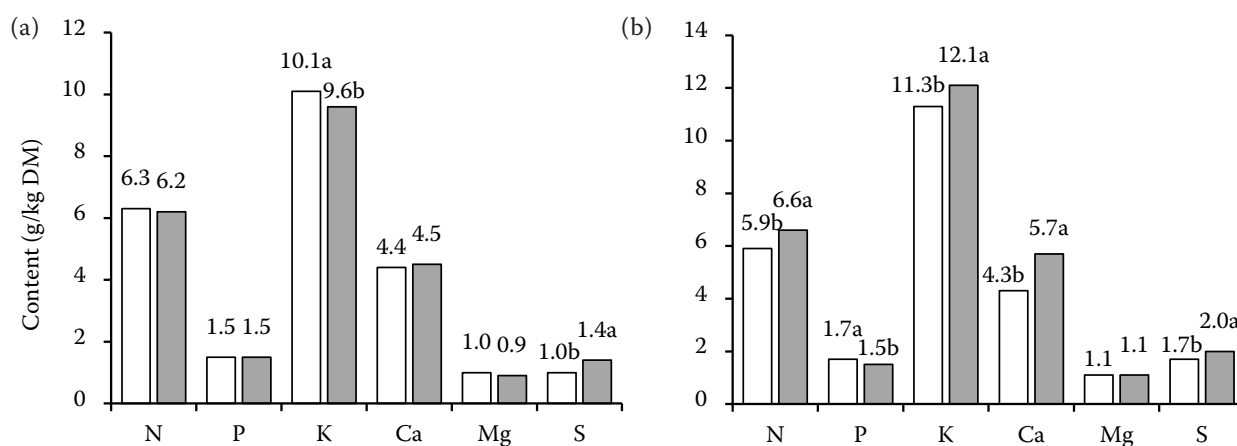 (a)
Content (g/kg DM)
12
10
8
6
4
2
0
6.3
6.2
1.5
1.5
10.1a
9.6b
4.4
4.5
1.0
0.9
1.0b
1.4a
N P K Ca Mg S
(b)
14
12
10
8
6
4
2
0
5.9b
6.6a
1.7a
1.5b
11.3b
12.1a
4.3b
5.7a
1.1
1.1
1.7b
2.0a
N P K Ca Mg S